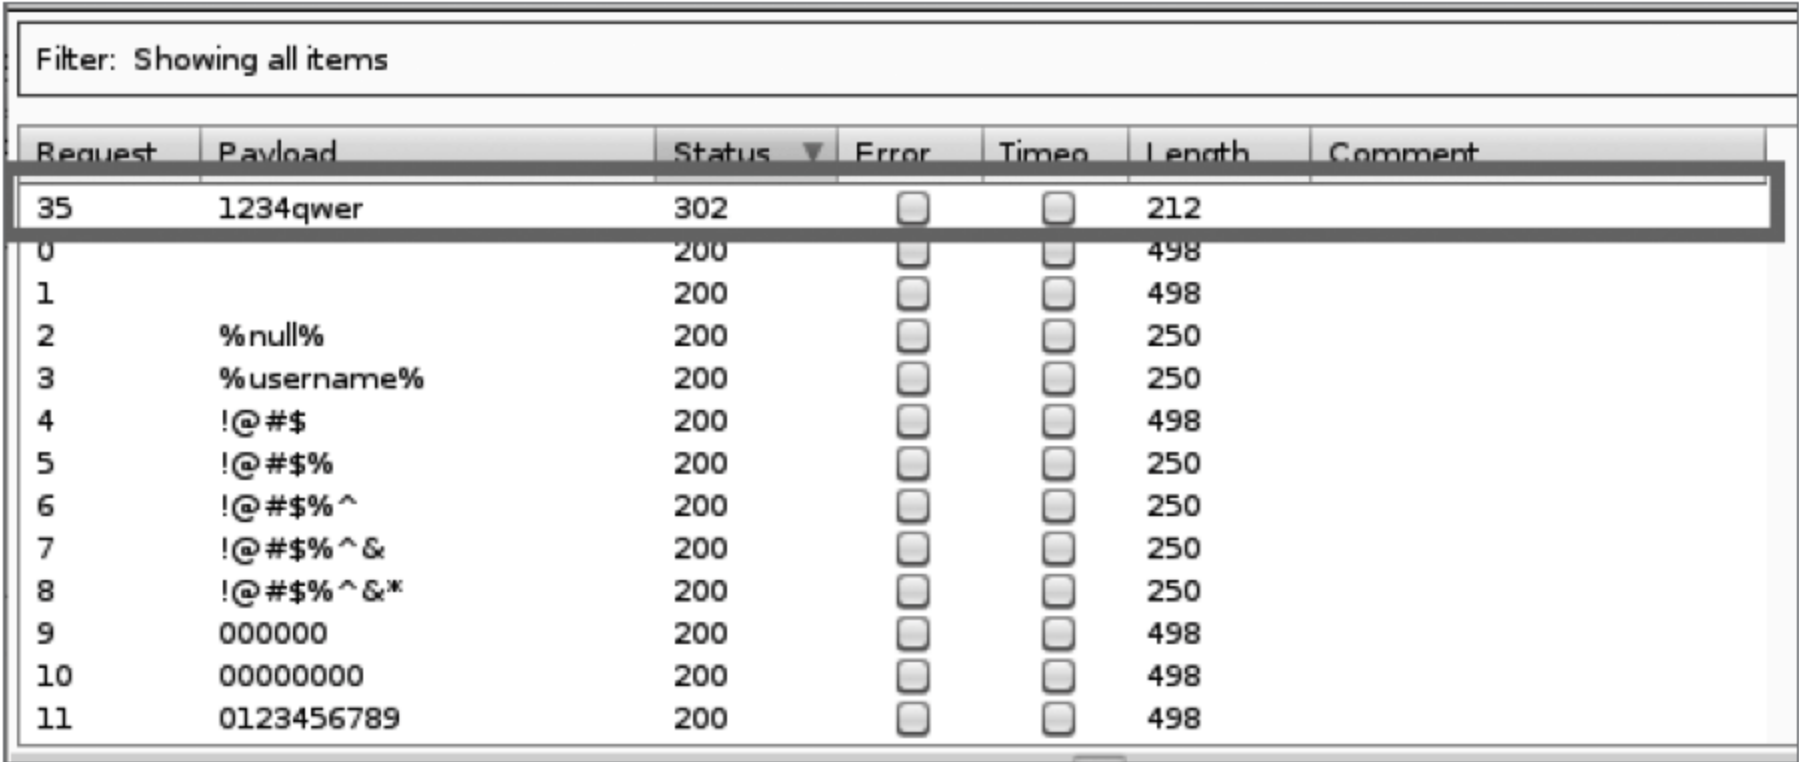 Filter: Showing all items
Request Payload Status Error Timeo Length Comment
35 1234qwer 302 212
0 200 498
1 200 498
2 %null% 200 250
3 %username% 200 250
4 !@#$ 200 498
5 !@#$% 200 250
6 !@#$%^ 200 250
7 !@#$%^& 200 250
8 !@#$%^&* 200 250
9 000000 200 498
10 00000000 200 498
11 0123456789 200 498